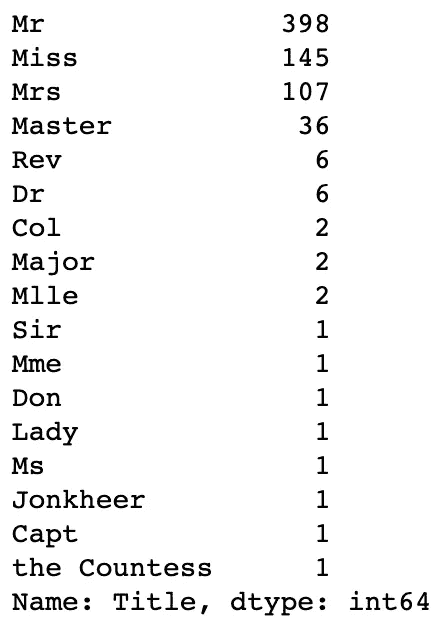 Mr 398
Miss 145
Mrs 107
Master 36
Rev 6
Dr 6
Col 2
Major 2
Mlle 2
Sir 1
Mme 1
Don 1
Lady 1
Ms 1
Jonkheer 1
Capt 1
the Countess 1
Name: Title, dtype: int64